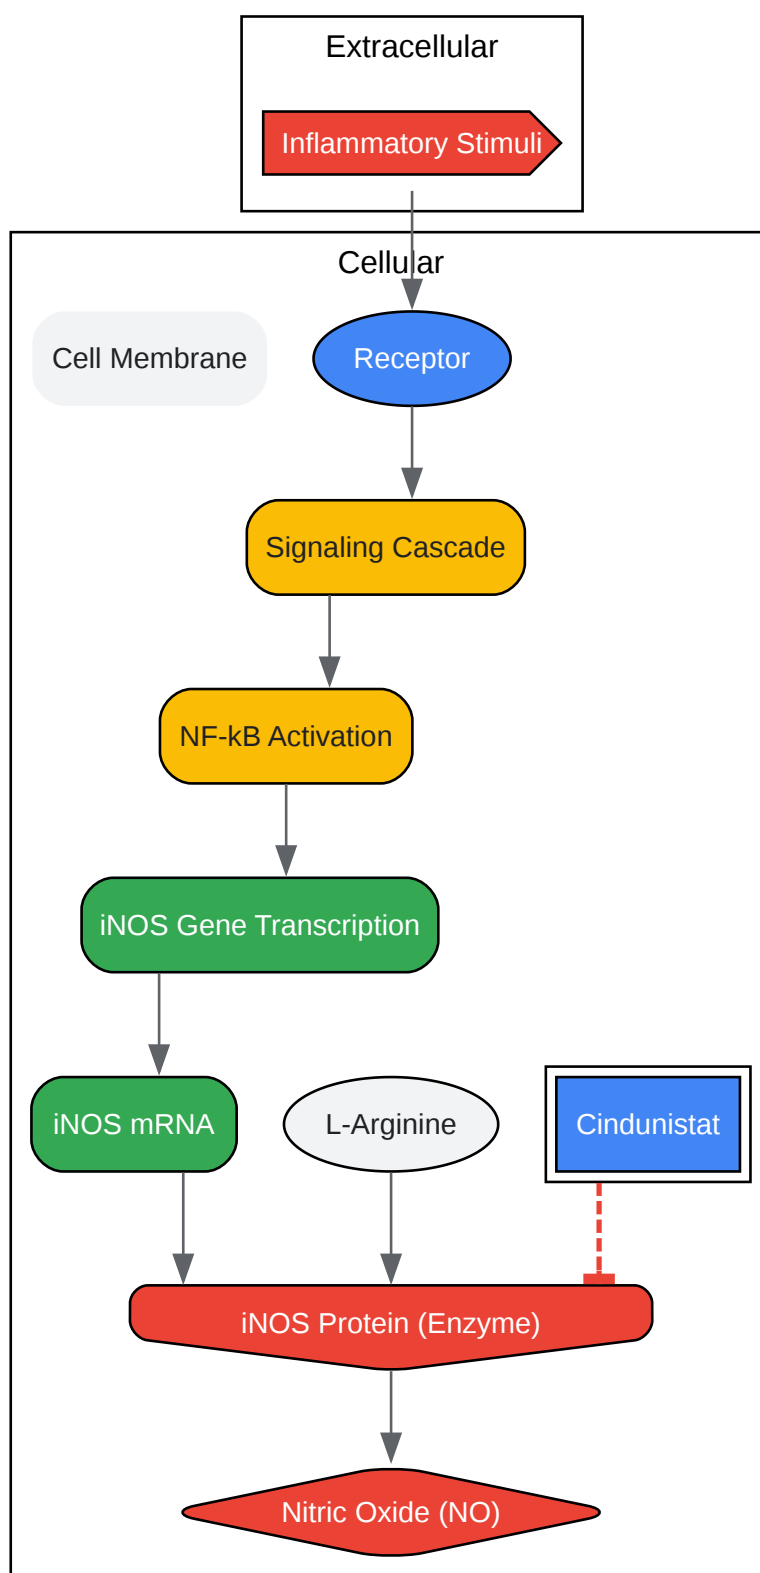 Extracellular
Inflammatory Stimuli
Cellular
Cell Membrane
Receptor
Signaling Cascade
NF-kB Activation
iNOS Gene Transcription
iNOS mRNA
L-Arginine
Cindunistat
iNOS Protein (Enzyme)
Nitric Oxide (NO)